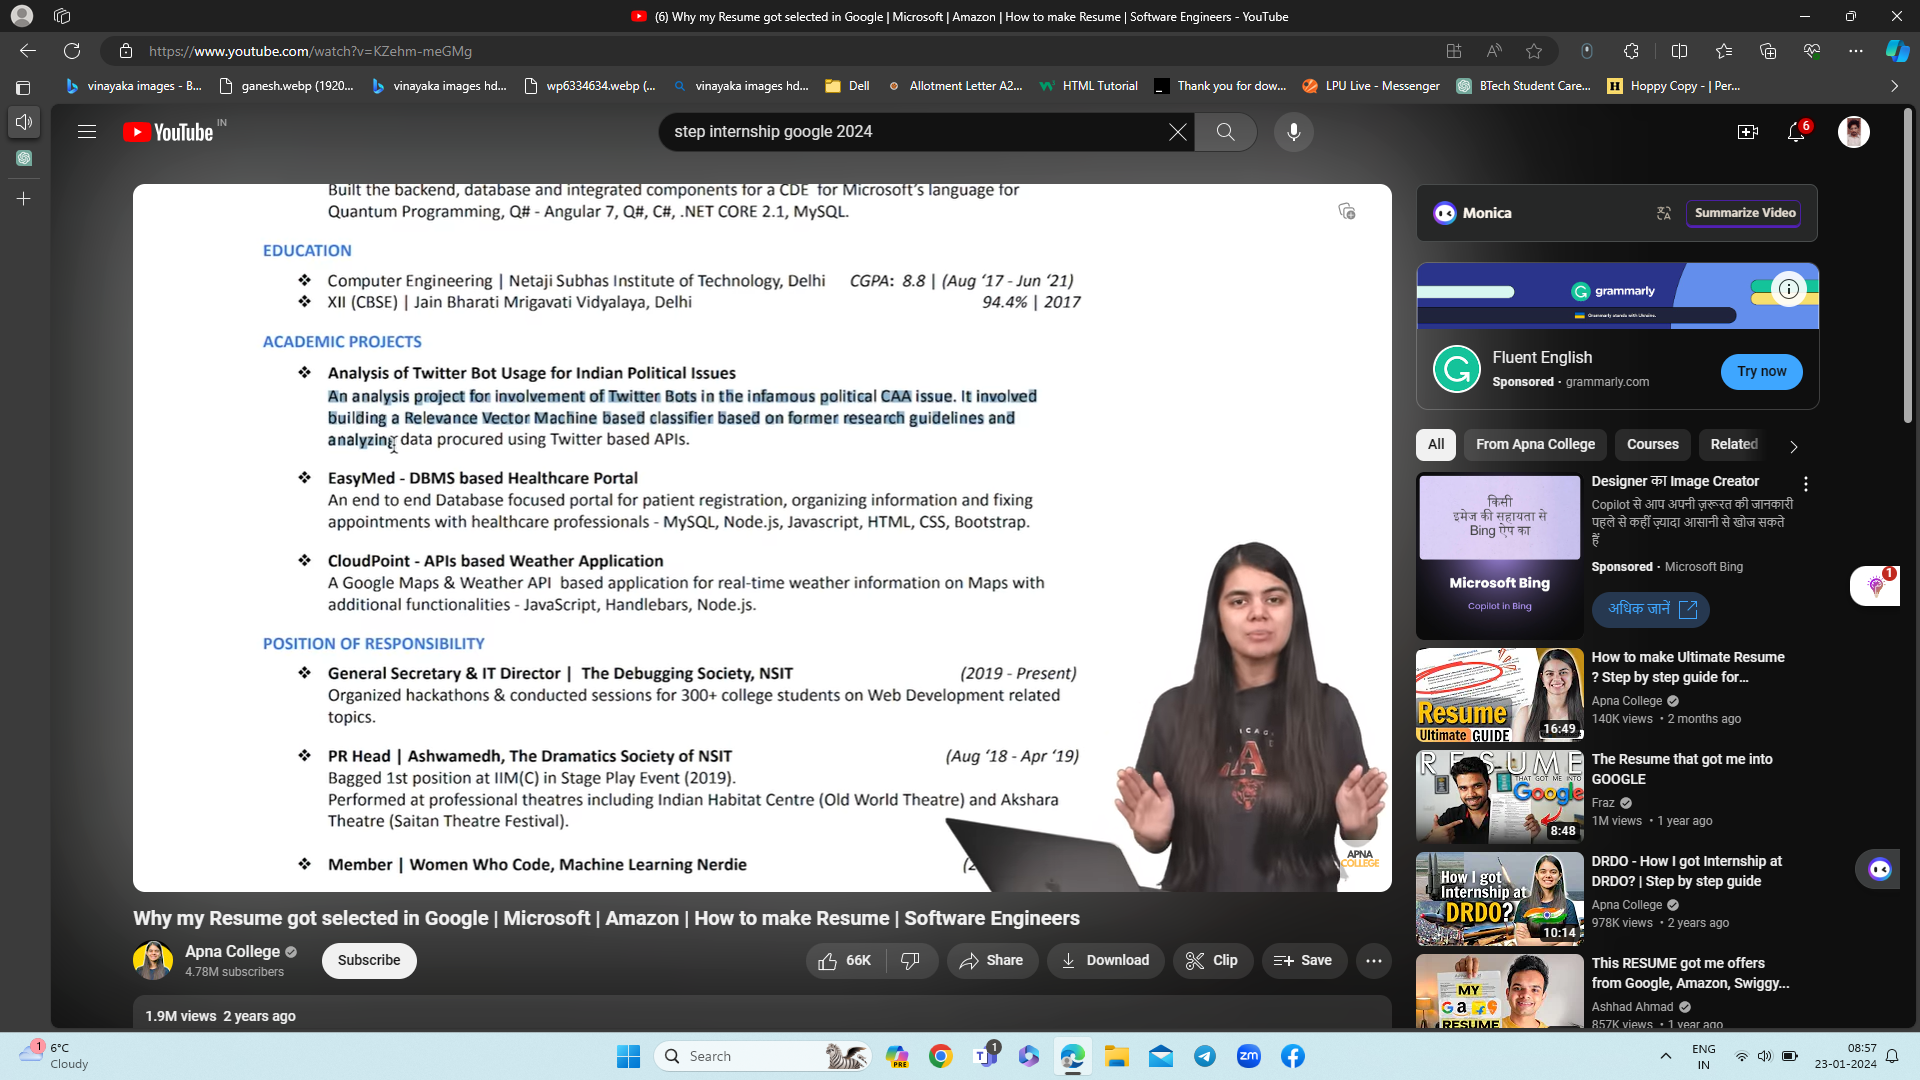 (6) Why my Resume got selected in Google | Microsoft | Amazon | How to make Resume | Software Engineers - YouTube
https://www.youtube.com/watch?v=KZehm-meGMg
vinayaka images - B...
ganesh.webp (1920...
vinayaka images hd...
wp6334634.webp (...
vinayaka images hd...
Dell
Allotment Letter A2...
HTML Tutorial
Thank you for dow...
LPU Live - Messenger
BTech Student Care...
Hoppy Copy - | Per...
YouTube IN
step internship google 2024
6
Built the backend, database and integrated components for a CDE for Microsoft's language for
Quantum Programming, Q# - Angular 7, Q#, C#, .NET CORE 2.1, MySQL.
EDUCATION
Computer Engineering | Netaji Subhas Institute of Technology, Delhi CGPA: 8.8 | (Aug '17 - Jun '21)
XII (CBSE) | Jain Bharati Mrigavati Vidyalaya, Delhi 94.4% | 2017
ACADEMIC PROJECTS
Analysis of Twitter Bot Usage for Indian Political Issues
An analysis project for involvement of Twitter Bots in the infamous political CAA issue. It involved
building a Relevance Vector Machine based classifier based on former research guidelines and
analyzing data procured using Twitter based APIs.
EasyMed - DBMS based Healthcare Portal
An end to end Database focused portal for patient registration, organizing information and fixing
appointments with healthcare professionals - MySQL, Node.js, Javascript, HTML, CSS, Bootstrap.
CloudPoint - APIs based Weather Application
A Google Maps & Weather API based application for real-time weather information on Maps with
additional functionalities - JavaScript, Handlebars, Node.js.
POSITION OF RESPONSIBILITY
General Secretary & IT Director | The Debugging Society, NSIT (2019 - Present)
Organized hackathons & conducted sessions for 300+ college students on Web Development related
topics.
PR Head | Ashwamedh, The Dramatics Society of NSIT (Aug '18 - Apr '19)
Bagged 1st position at IIM(C) in Stage Play Event (2019).
Performed at professional theatres including Indian Habitat Centre (Old World Theatre) and Akshara
Theatre (Saitan Theatre Festival).
Member | Women Who Code, Machine Learning Nerdie (2
APNA
COLLEGE
Why my Resume got selected in Google | Microsoft | Amazon | How to make Resume | Software Engineers
Apna College
4.78M subscribers
Subscribe
66K
Share
Download
Clip
Save
1.9M views 2 years ago
Monica
Summarize Video
grammarly
Grammarly stands with Ukraine.
Fluent English
Sponsored · grammarly.com
Try now
All
From Apna College
Courses
Related
किसी
इमेज की सहायता से
Bing ऐप का
Microsoft Bing
Copilot in Bing
Designer का Image Creator
Copilot से आप अपनी ज़रूरत की जानकारी
पहले से कहीं ज़्यादा आसानी से खोज सकते
हैं
Sponsored · Microsoft Bing
अधिक जानें
1
Resume
Ultimate GUIDE
16:49
How to make Ultimate Resume
? Step by step guide for...
Apna College
140K views • 2 months ago
RESUME
THAT GOT ME INTO
Google
8:48
The Resume that got me into
GOOGLE
Fraz
1M views • 1 year ago
How I got
Internship at
DRDO?
10:14
DRDO - How I got Internship at
DRDO? | Step by step guide
Apna College
978K views • 2 years ago
MY
RESUME
This RESUME got me offers
from Google, Amazon, Swiggy...
Ashhad Ahmad
857K views • 1 year ago
1
6°C
Cloudy
Search
PRE
1
zm
ENG
IN
08:57
23-01-2024